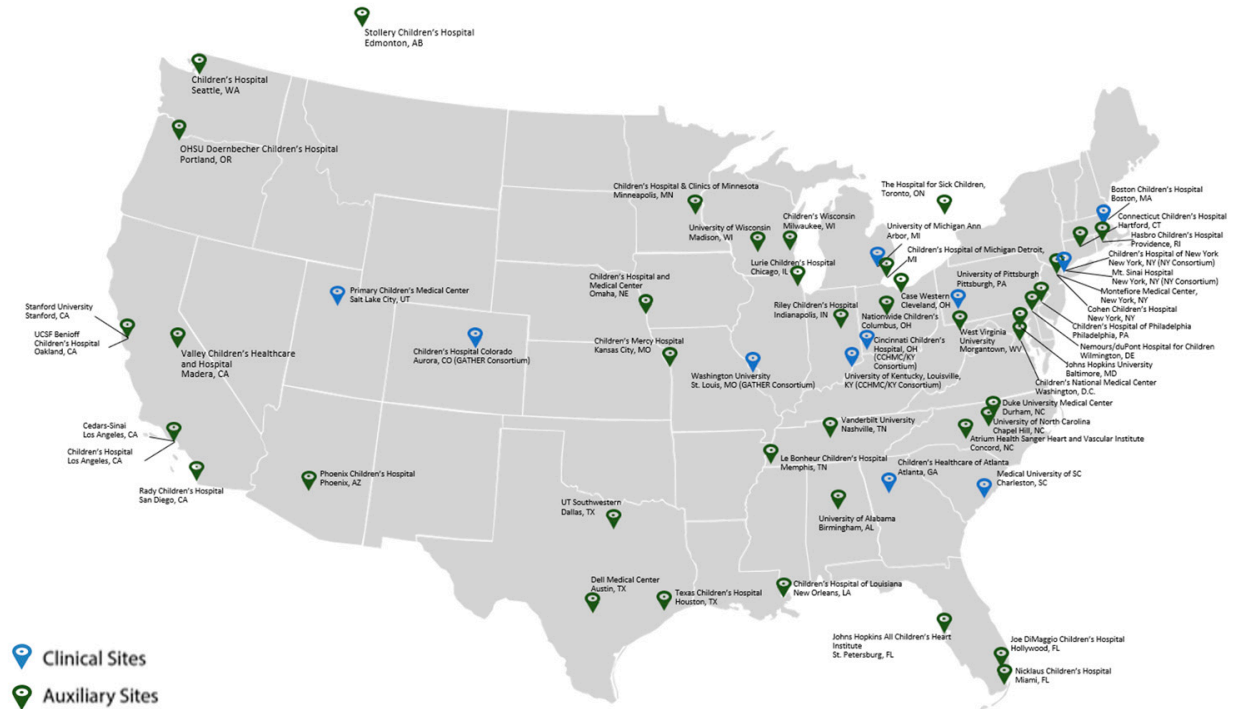 Stollery Children's Hospital
Edmonton, AB
Children's Hospital
Seattle, WA
OHSU Doernbecher Children's Hospital
Portland, OR
Children's Hospital & Clinics of Minnesota
Minneapolis, MN
The Hospital for Sick Children,
Toronto, ON
Boston Children's Hospital
Boston, MA
Connecticut Children's Hospital
Hartford, CT
Hasbro Children's Hospital
Providence, RI
University of Wisconsin
Madison, WI
Children's Wisconsin
Milwaukee, WI
University of Michigan Ann
Arbor, MI
Children's Hospital of Michigan Detroit,
MI
Children's Hospital of New York
New York, NY (NY Consortium)
Mt. Sinai Hospital
New York, NY (NY Consortium)
Montefiore Medical Center,
New York, NY
Cohen Children's Hospital
New York, NY
Children's Hospital of Philadelphia
Philadelphia, PA
Nemours/duPont Hospital for Children
Wilmington, DE
Johns Hopkins University
Baltimore, MD
Children's National Medical Center
Washington, D.C.
Lurie Children's Hospital
Chicago, IL
University of Pittsburgh
Pittsburgh, PA
Primary Children's Medical Center
Salt Lake City, UT
Children's Hospital and
Medical Center
Omaha, NE
Riley Children's Hospital
Indianapolis, IN
Case Western
Cleveland, OH
Nationwide Children's
Columbus, OH
West Virginia
University
Morgantown, WV
Stanford University
Stanford, CA
UCSF Benioff
Children's Hospital
Oakland, CA
Valley Children's Healthcare
and Hospital
Madera, CA
Children's Hospital Colorado
Aurora, CO (GATHER Consortium)
Children's Mercy Hospital
Kansas City, MO
Washington University
St. Louis, MO (GATHER Consortium)
Cincinnati Children's
Hospital, OH
(CCHMC/KY
Consortium)
University of Kentucky, Louisville,
KY (CCHMC/KY Consortium)
Duke University Medical Center
Durham, NC
University of North Carolina
Chapel Hill, NC
Atrium Health Sanger Heart and Vascular Institute
Concord, NC
Cedars-Sinai
Los Angeles, CA
Children's Hospital
Los Angeles, CA
Rady Children's Hospital
San Diego, CA
Phoenix Children's Hospital
Phoenix, AZ
Vanderbilt University
Nashville, TN
Le Bonheur Children's Hospital
Memphis, TN
Children's Healthcare of Atlanta
Atlanta, GA
Medical University of SC
Charleston, SC
UT Southwestern
Dallas, TX
University of Alabama
Birmingham, AL
Dell Medical Center
Austin, TX
Texas Children's Hospital
Houston, TX
Children's Hospital of Louisiana
New Orleans, LA
Johns Hopkins All Children's Heart
Institute
St. Petersburg, FL
Joe DiMaggio Children's Hospital
Hollywood, FL
Nicklaus Children's Hospital
Miami, FL
Clinical Sites
Auxiliary Sites